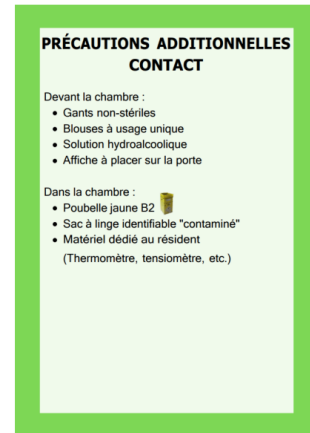 PRÉCAUTIONS ADDITIONNELLES
CONTACT
Devant la chambre :
• Gants non-stériles
• Blouses à usage unique
• Solution hydroalcoolique
• Affiche à placer sur la porte
Dans la chambre :
• Poubelle jaune B2
• Sac à linge identifiable "contaminé"
• Matériel dédié au résident
(Thermomètre, tensiomètre, etc.)